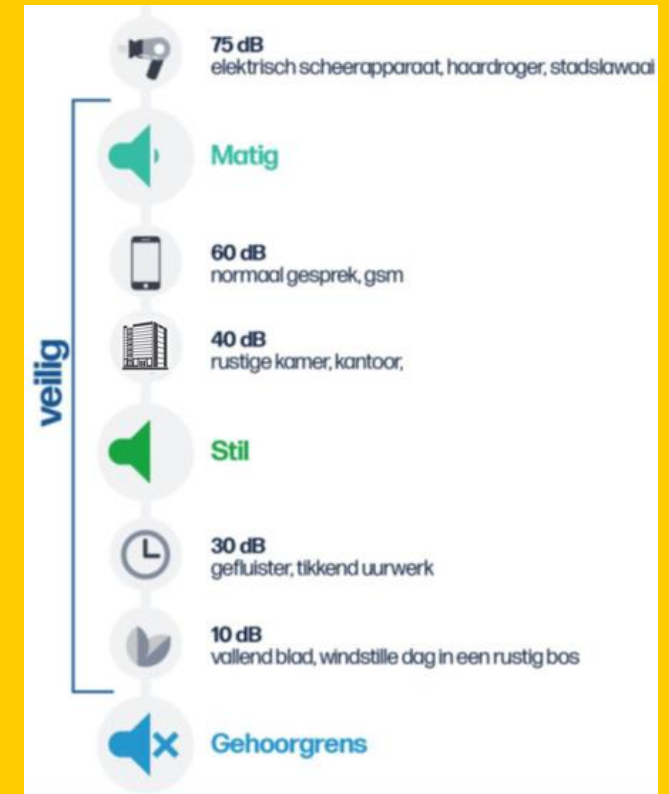 75 dB
elektrisch scheerapparaat, haardroger, stadslawaai
Matig
60 dB
normaal gesprek, gsm
40 dB
rustige kamer, kantoor,
veilig
Stil
30 dB
gefluister, tikkend uurwerk
10 dB
vallend blad, windstille dag in een rustig bos
Gehoorgrens